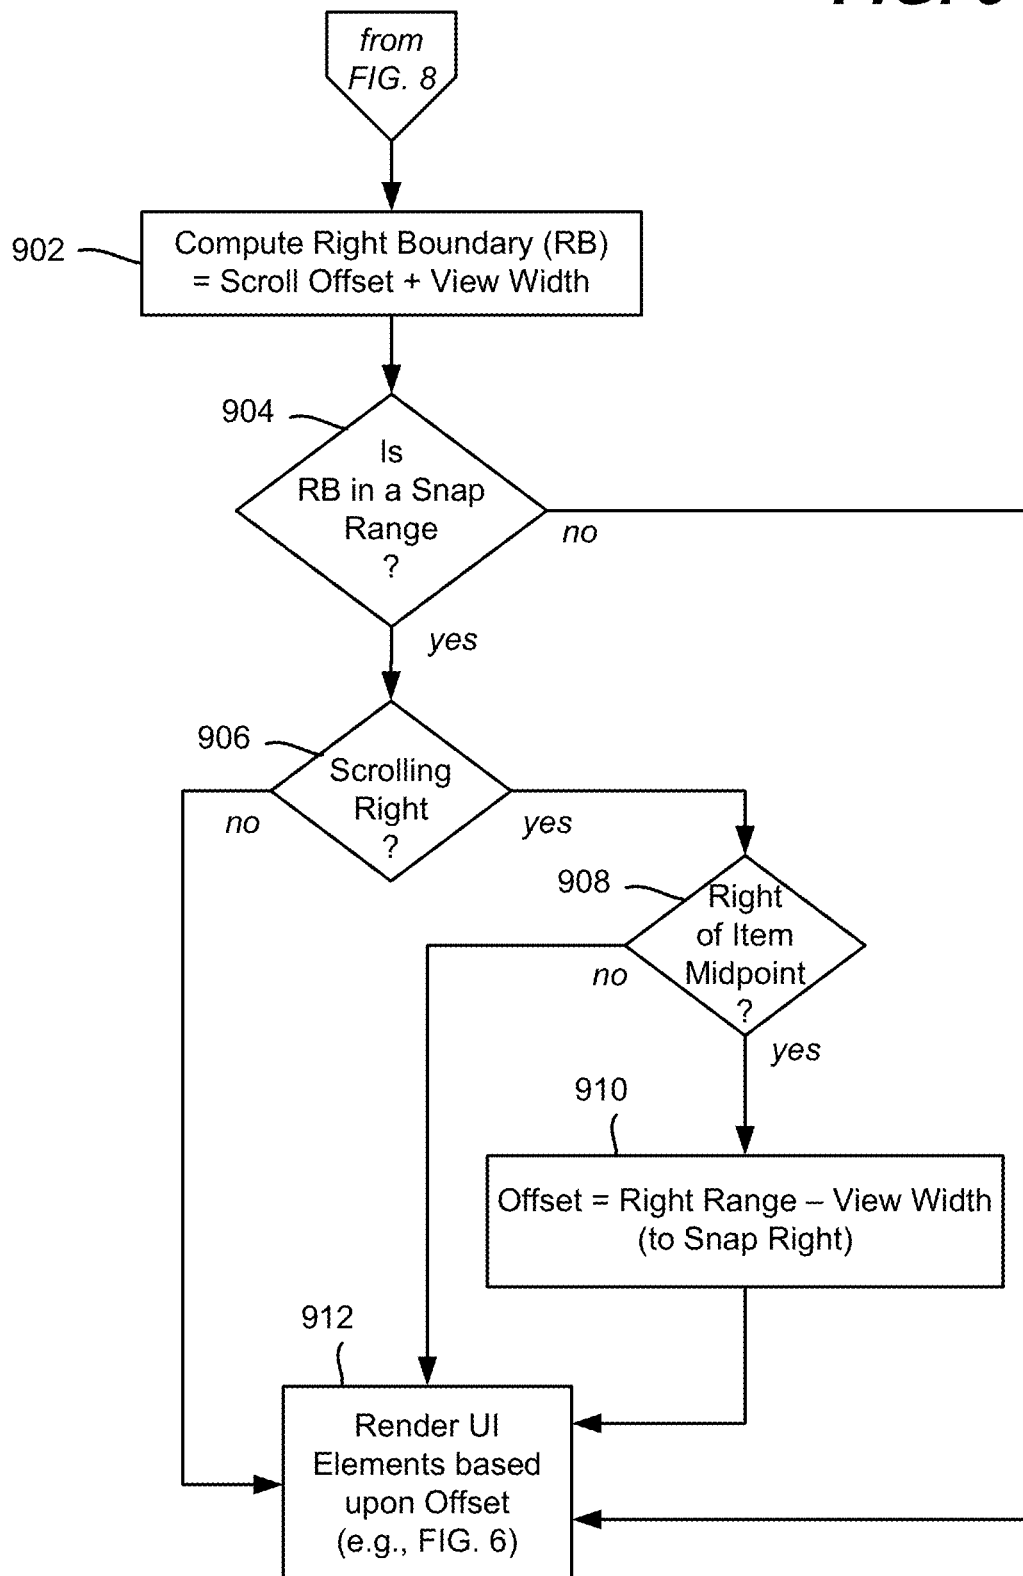 from
FIG. 8
902
Compute Right Boundary (RB)
= Scroll Offset + View Width
904
Is
RB in a Snap
Range
?
no
yes
906
Scrolling
Right
?
no
yes
908
Right
of Item
Midpoint
?
no
yes
910
Offset = Right Range – View Width
(to Snap Right)
912
Render UI
Elements based
upon Offset
(e.g., FIG. 6)